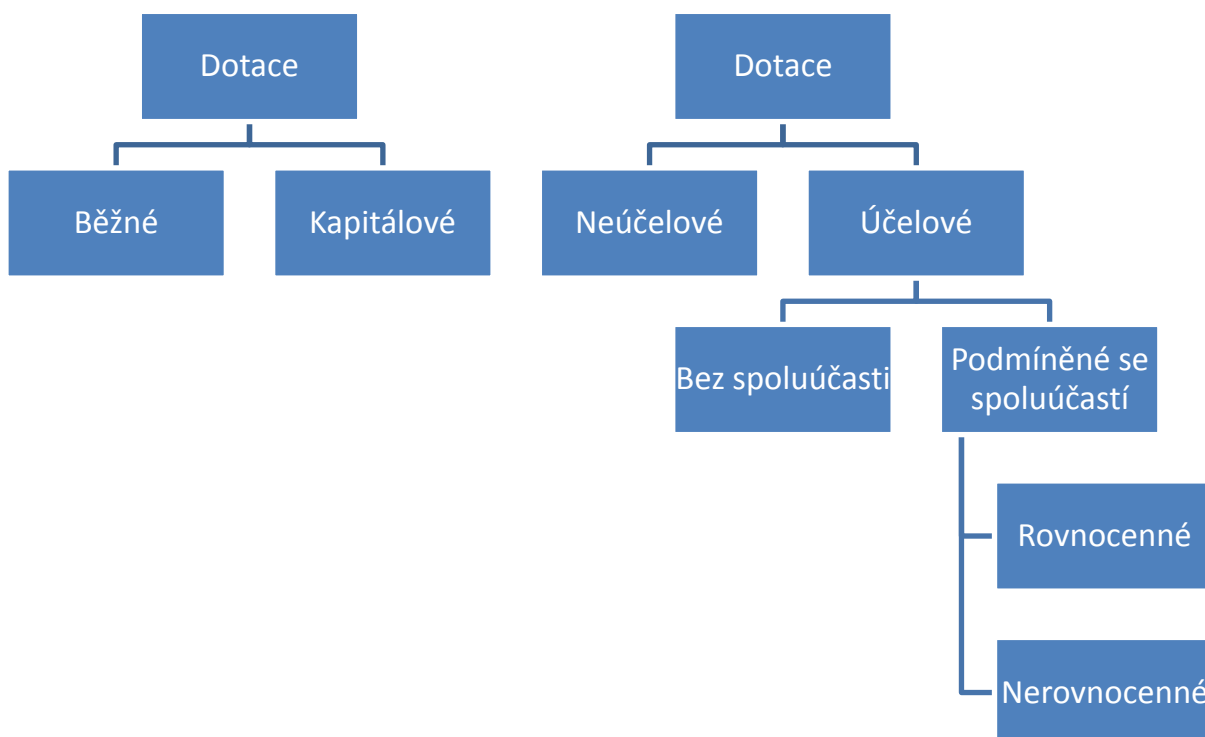 Dotace
Běžné
Kapitálové
Dotace
Neúčelové
Účelové
Bez spoluúčasti
Podmíněné se
spoluúčastí
Rovnocenné
Nerovnocenné